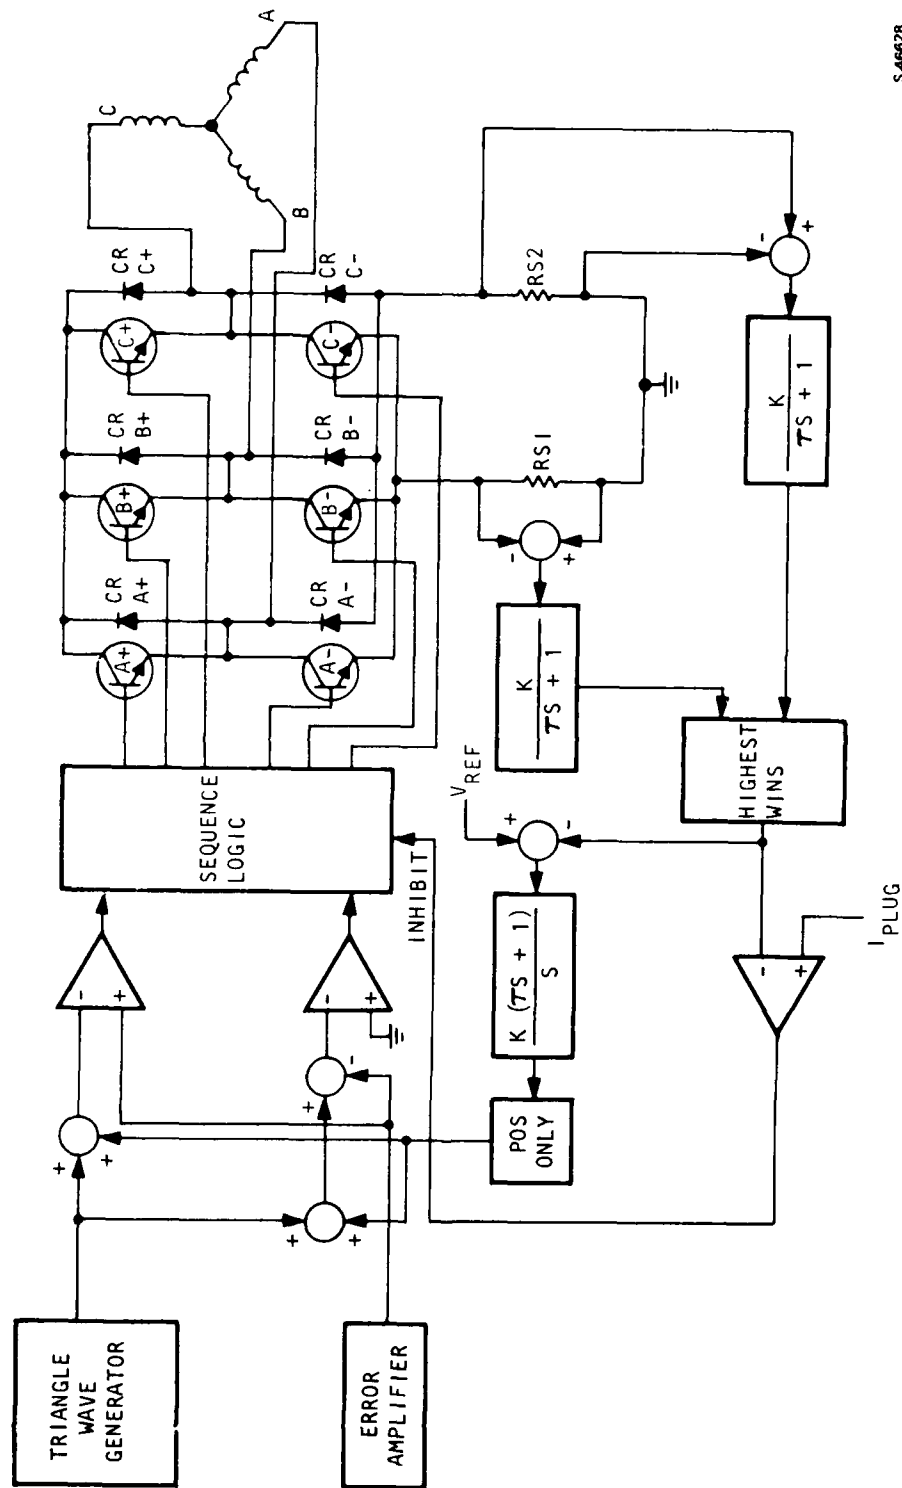 TRIANGLE
WAVE
GENERATOR
ERROR
AMPLIFIER
+
+
+
+
+
-
-
+
-
+
SEQUENCE
LOGIC
INHIBIT
POS
ONLY
K (τS + 1)
S
+
-
V REF
K
τS + 1
-
+
HIGHEST
WINS
-
+
I PLUG
K
τS + 1
-
+
A+
CR
A+
B+
CR
B+
C+
CR
C+
A-
CR
A-
B-
CR
B-
C-
CR
C-
RS1
RS2
A
B
C
S-46628